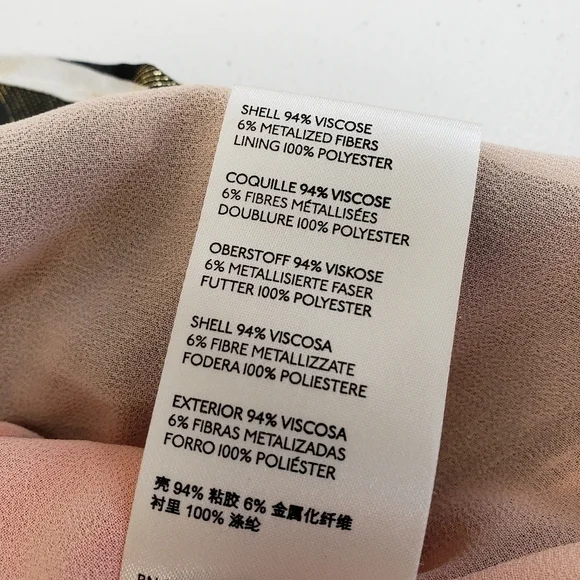 SHELL 94% VISCOSE
6% METALIZED FIBERS
LINING 100% POLYESTER
COQUILLE 94% VISCOSE
6% FIBRES MÉTALLISÉES
DOUBLURE 100% POLYESTER
OBERSTOFF 94% VISKOSE
6% METALLISIERTE FASER
FUTTER 100% POLYESTER
SHELL 94% VISCOSA
6% FIBRE METALLIZZATE
FODERA 100% POLIESTERE
EXTERIOR 94% VISCOSA
6% FIBRAS METALIZADAS
FORRO 100% POLIÉSTER
壳 94% 粘胶 6% 金属化纤维
衬里 100% 涤纶